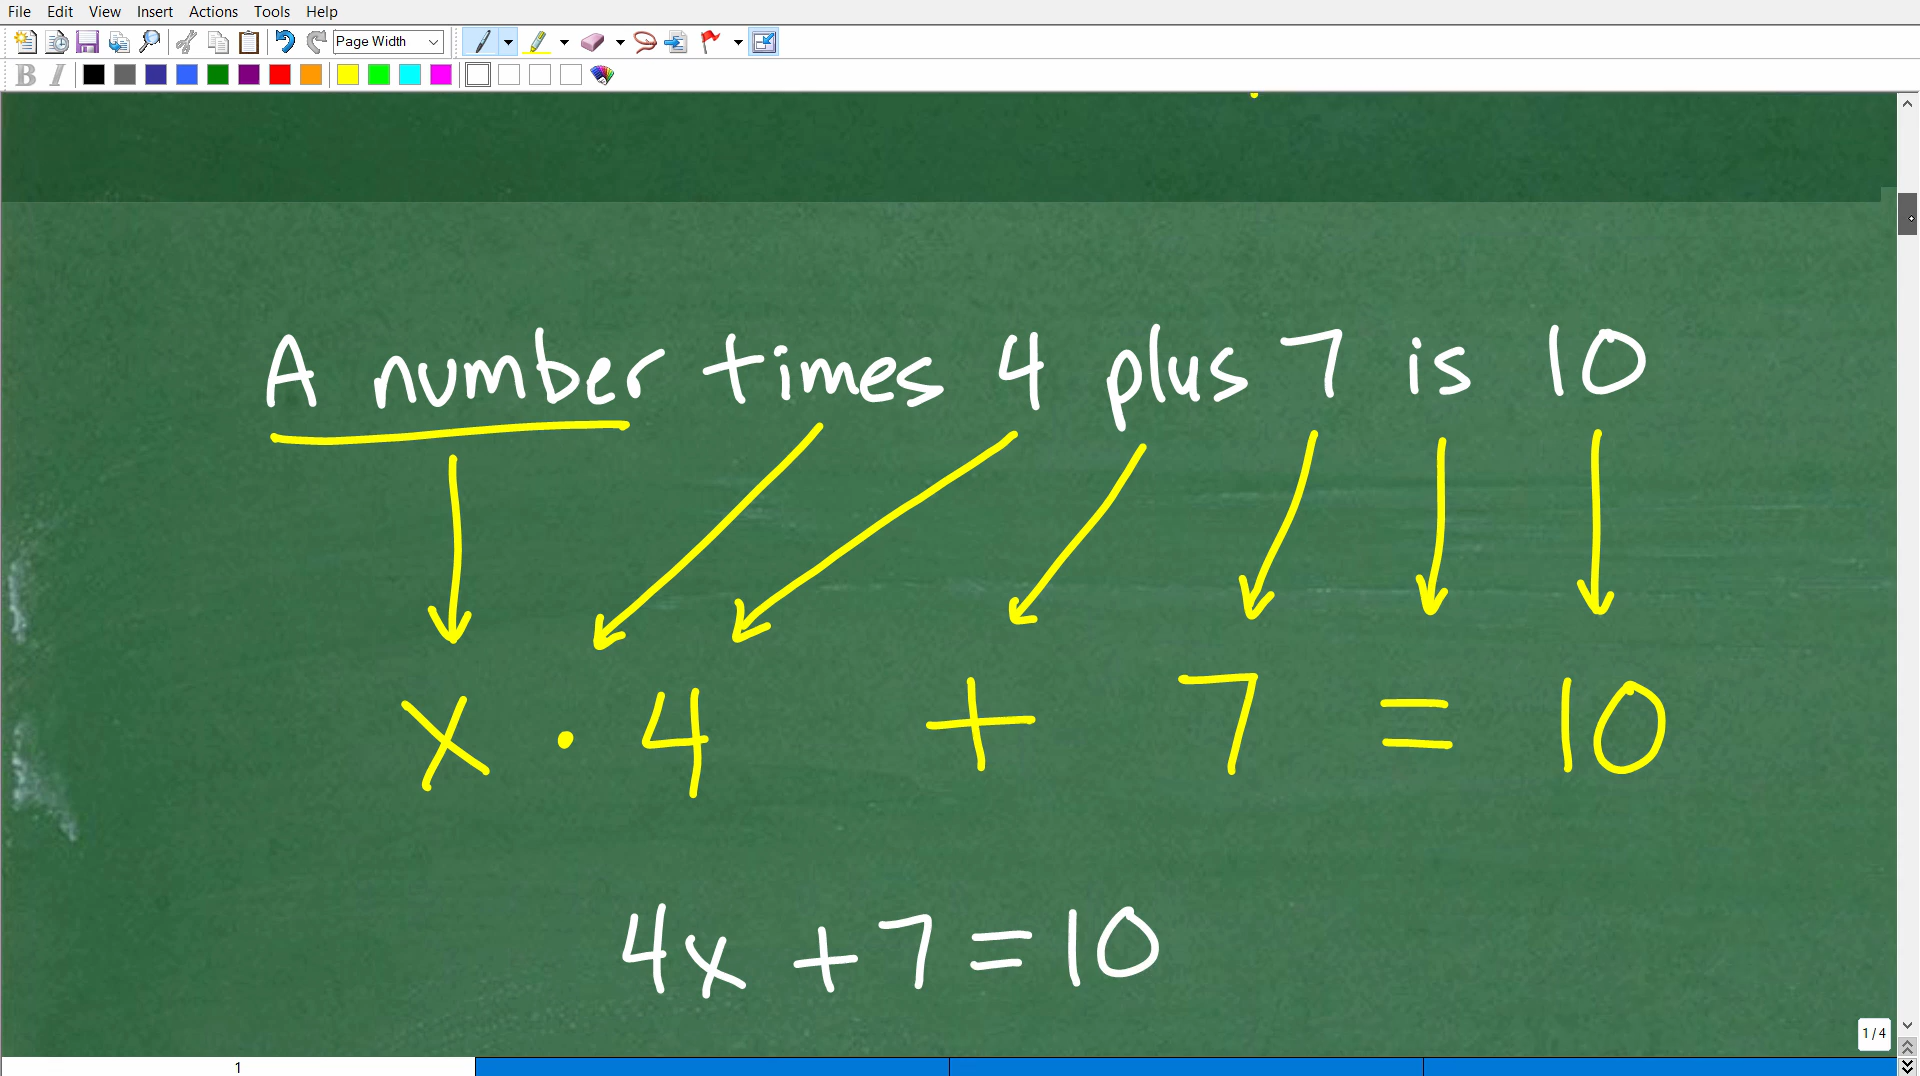 File Edit View Insert Actions Tools Help
Page Width
B I
A number times 4 plus 7 is 10
x · 4 + 7 = 10
4x + 7 = 10
1 / 4
1